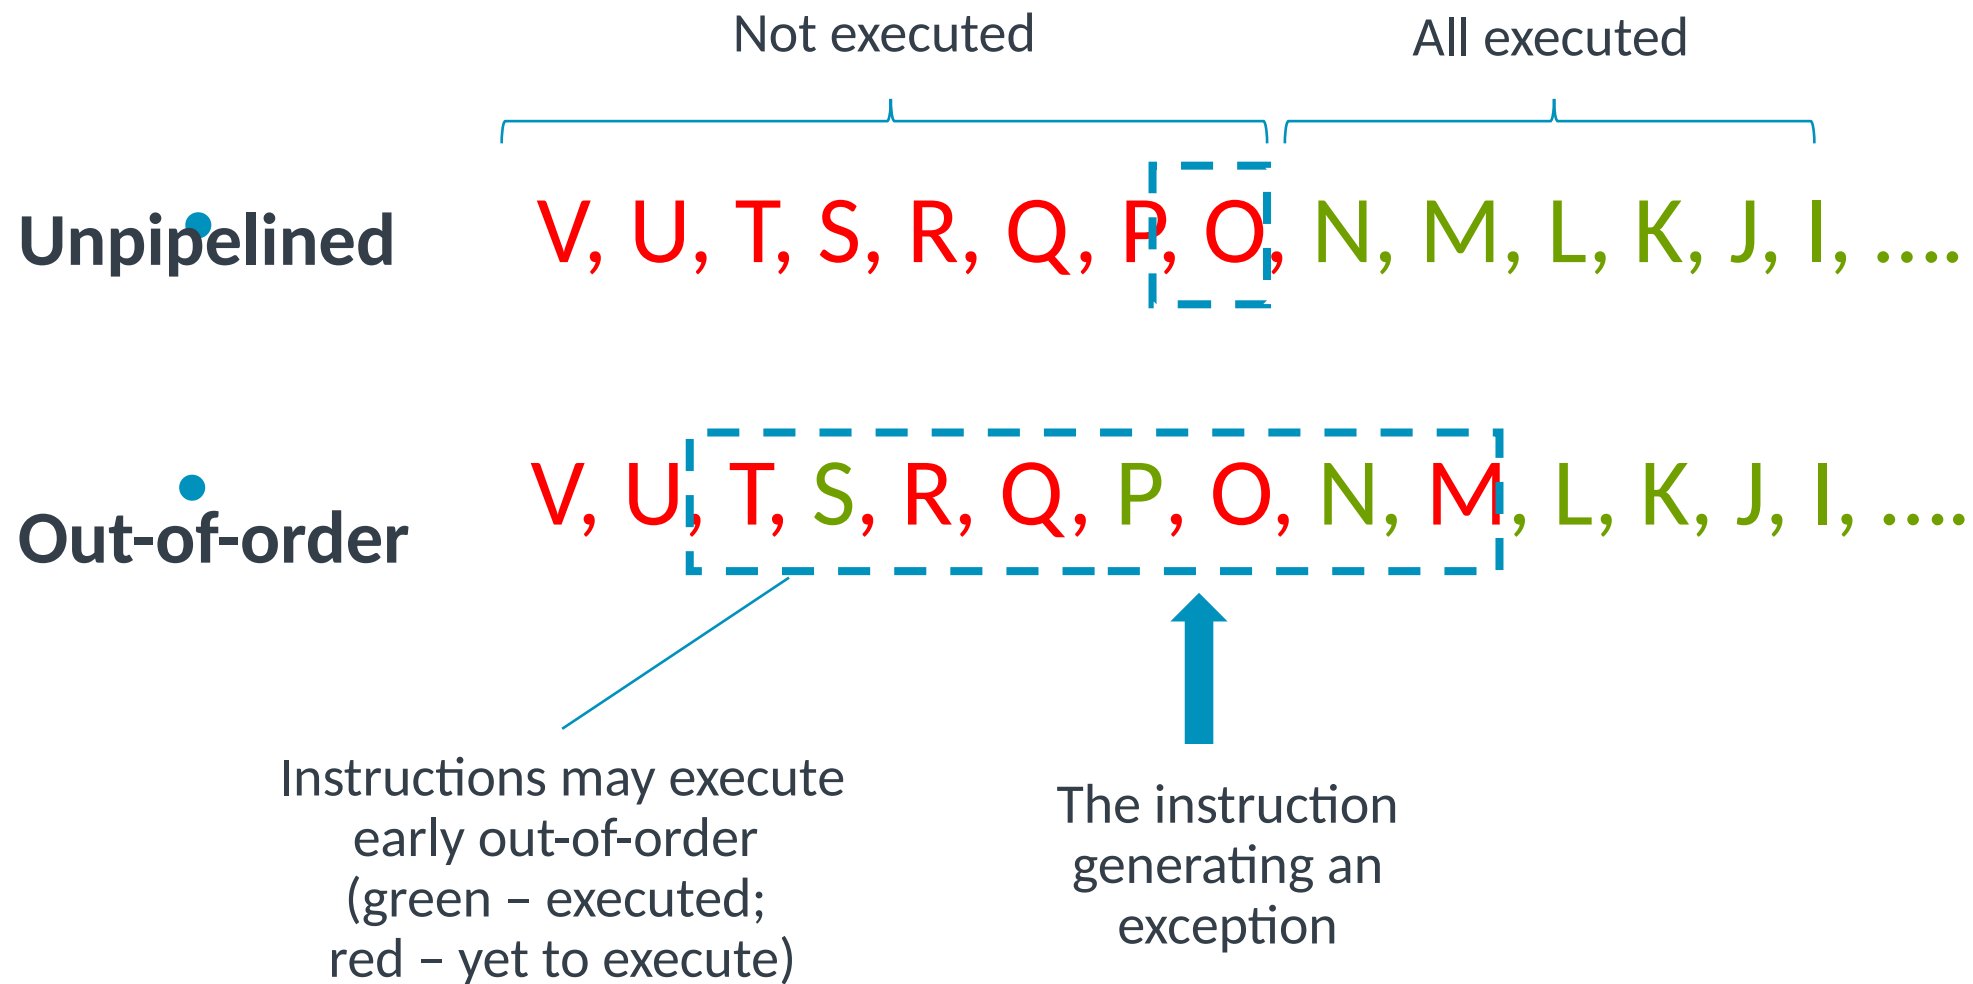 Not executed
All executed
Unpipelined
V, U, T, S, R, Q, P, O, N, M, L, K, J, I, ....
Out-of-order
V, U, T, S, R, Q, P, O, N, M, L, K, J, I, ....
Instructions may execute
early out-of-order
(green – executed;
red – yet to execute)
The instruction
generating an
exception